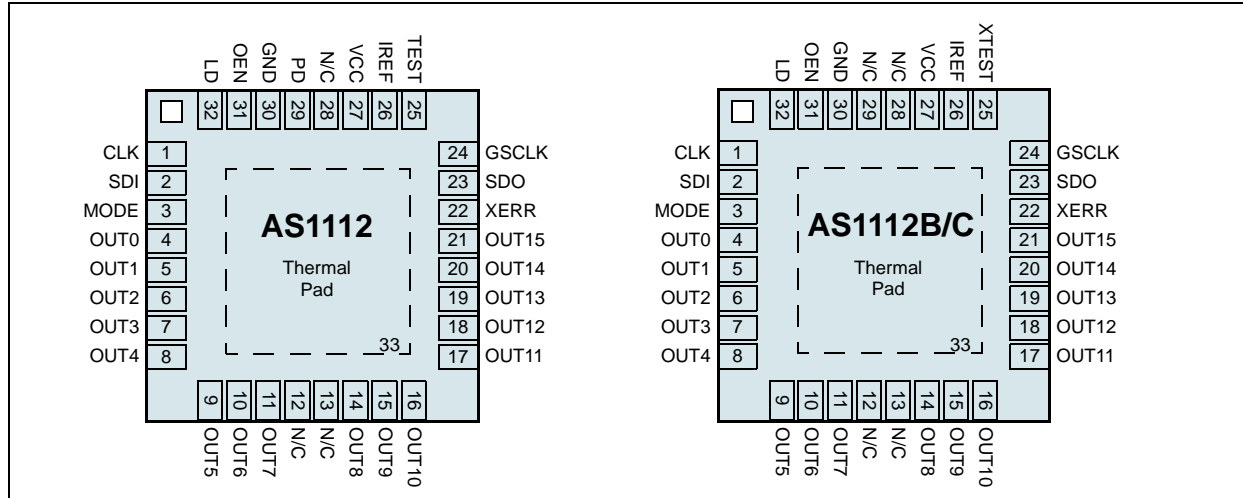 LD OEN GND PD N/C VCC IREF TEST
32 31 30 29 28 27 26 25
CLK 1
SDI 2
MODE 3
OUT0 4
OUT1 5
OUT2 6
OUT3 7
OUT4 8
AS1112
Thermal
Pad
33
24 GSCLK
23 SDO
22 XERR
21 OUT15
20 OUT14
19 OUT13
18 OUT12
17 OUT11
9 10 11 12 13 14 15 16
OUT5 OUT6 OUT7 N/C N/C OUT8 OUT9 OUT10
LD OEN GND N/C N/C VCC IREF XTEST
32 31 30 29 28 27 26 25
CLK 1
SDI 2
MODE 3
OUT0 4
OUT1 5
OUT2 6
OUT3 7
OUT4 8
AS1112B/C
Thermal
Pad
33
24 GSCLK
23 SDO
22 XERR
21 OUT15
20 OUT14
19 OUT13
18 OUT12
17 OUT11
9 10 11 12 13 14 15 16
OUT5 OUT6 OUT7 N/C N/C OUT8 OUT9 OUT10